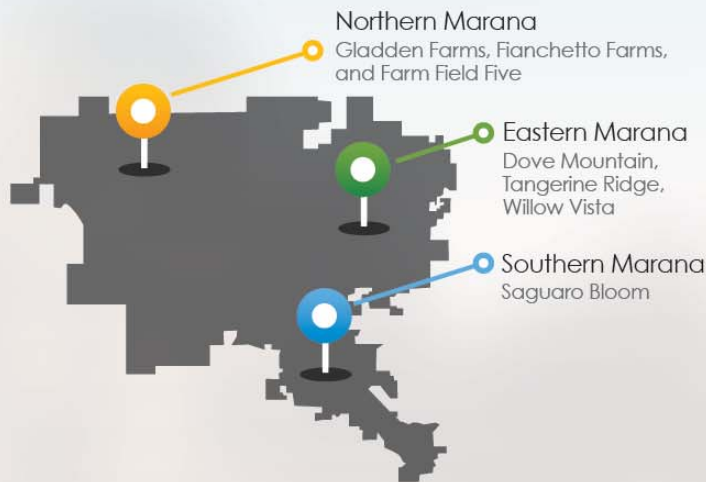 Northern Marana
Gladden Farms, Fianchetto Farms,
and Farm Field Five
Eastern Marana
Dove Mountain,
Tangerine Ridge,
Willow Vista
Southern Marana
Saguaro Bloom